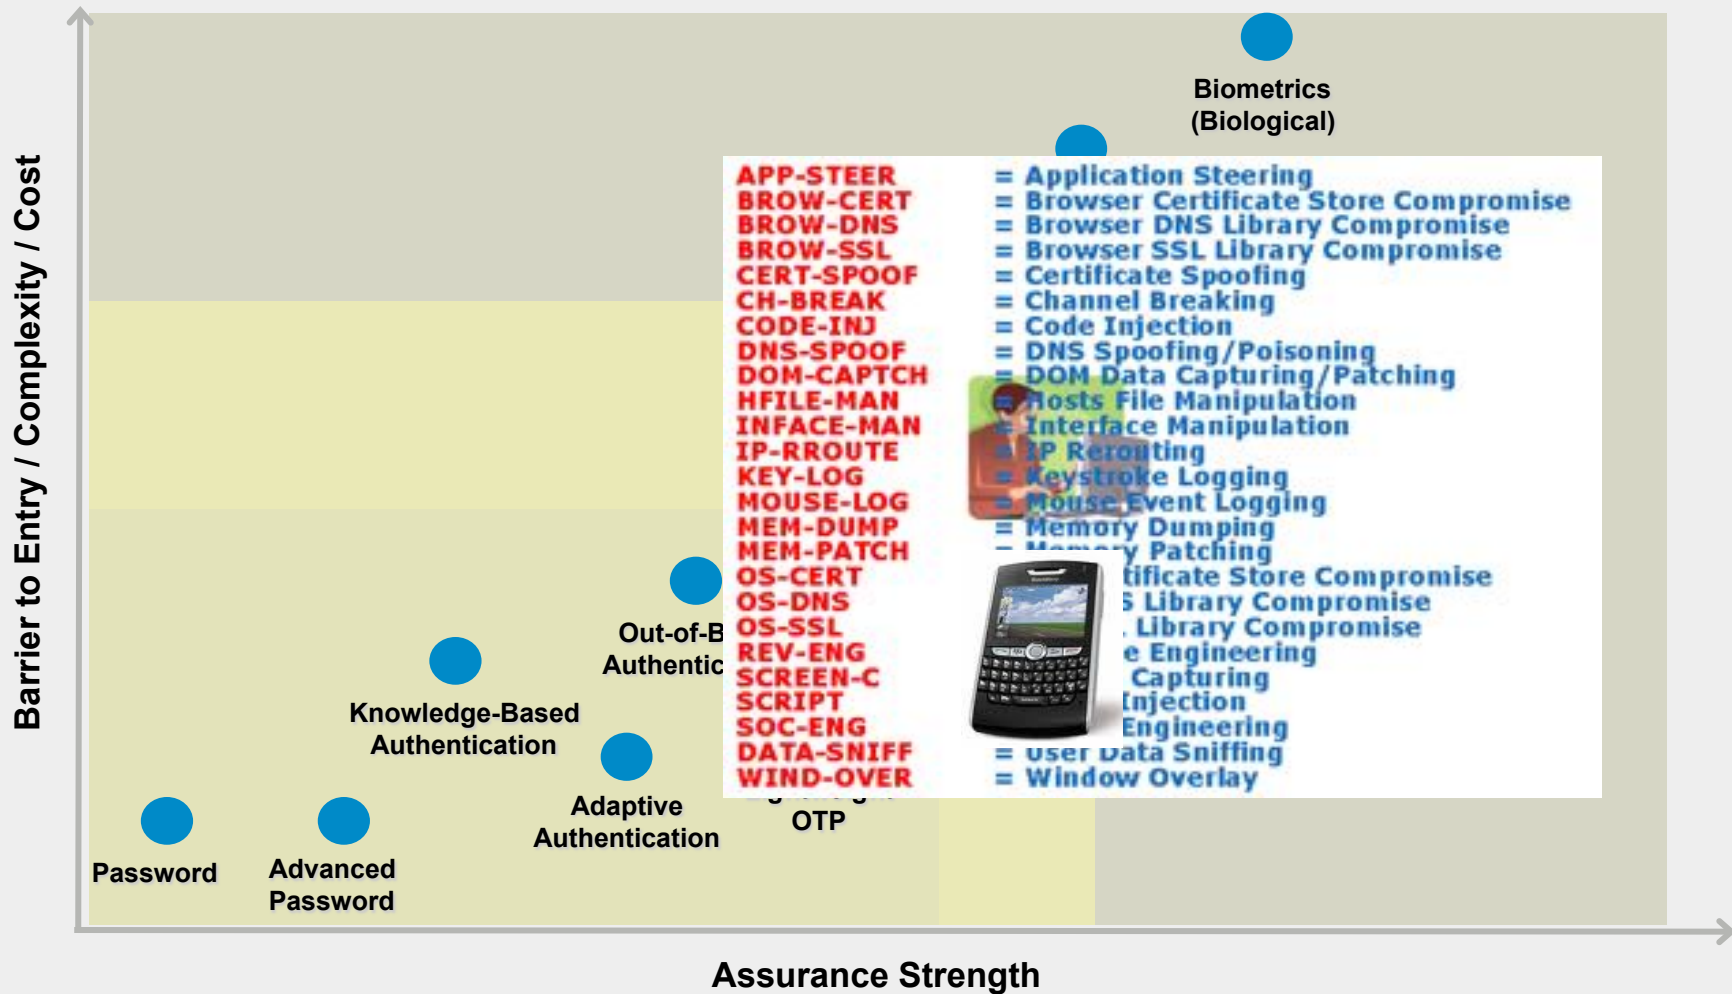 Barrier to Entry / Complexity / Cost
Biometrics
(Biological)
APP-STEER = Application Steering
BROW-CERT = Browser Certificate Store Compromise
BROW-DNS = Browser DNS Library Compromise
BROW-SSL = Browser SSL Library Compromise
CERT-SPOOF = Certificate Spoofing
CH-BREAK = Channel Breaking
CODE-INJ = Code Injection
DNS-SPOOF = DNS Spoofing/Poisoning
DOM-CAPTCH = DOM Data Capturing/Patching
HFILE-MAN = Hosts File Manipulation
INFACE-MAN = Interface Manipulation
IP-RROUTE = IP Rerouting
KEY-LOG = Keystroke Logging
MOUSE-LOG = Mouse Event Logging
MEM-DUMP = Memory Dumping
MEM-PATCH = Memory Patching
OS-CERT Store Compromise
OS-DNS Library Compromise
OS-SSL Library Compromise
REV-ENG Engineering
SCREEN-C Capturing
SCRIPT Injection
SOC-ENG Engineering
DATA-SNIFF = User Data Sniffing
WIND-OVER = Window Overlay
Out-of-B
Authentic
Knowledge-Based
Authentication
Adaptive
Authentication
OTP
Password
Advanced
Password
Assurance Strength